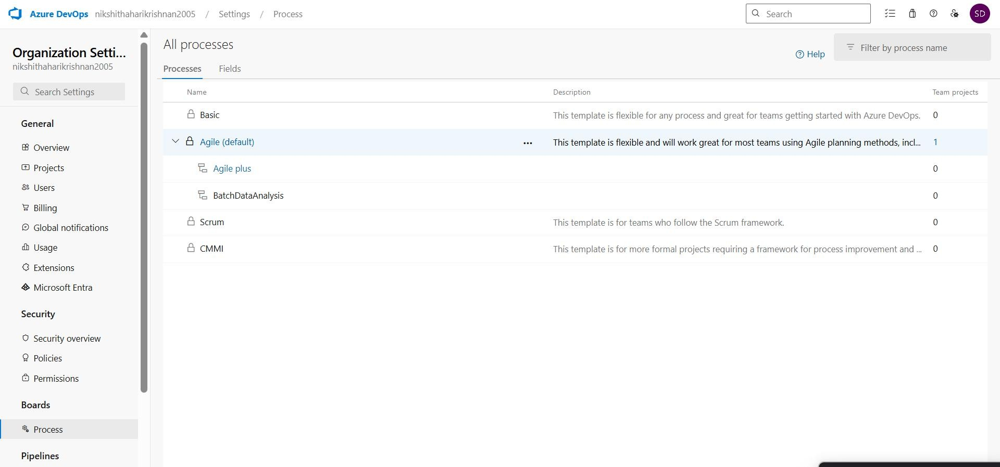 Azure DevOps nikshithaharikrishnan2005 / Settings / Process
Search
SD
Organization Setti...
nikshithaharikrishnan2005
Search Settings
General
Overview
Projects
Users
Billing
Global notifications
Usage
Extensions
Microsoft Entra
Security
Security overview
Policies
Permissions
Boards
Process
Pipelines
All processes
Help
Filter by process name
Processes Fields
Name Description Team projects
Basic This template is flexible for any process and great for teams getting started with Azure DevOps. 0
Agile (default) ... This template is flexible and will work great for most teams using Agile planning methods, incl... 1
Agile plus 0
BatchDataAnalysis 0
Scrum This template is for teams who follow the Scrum framework. 0
CMMI This template is for more formal projects requiring a framework for process improvement and ... 0